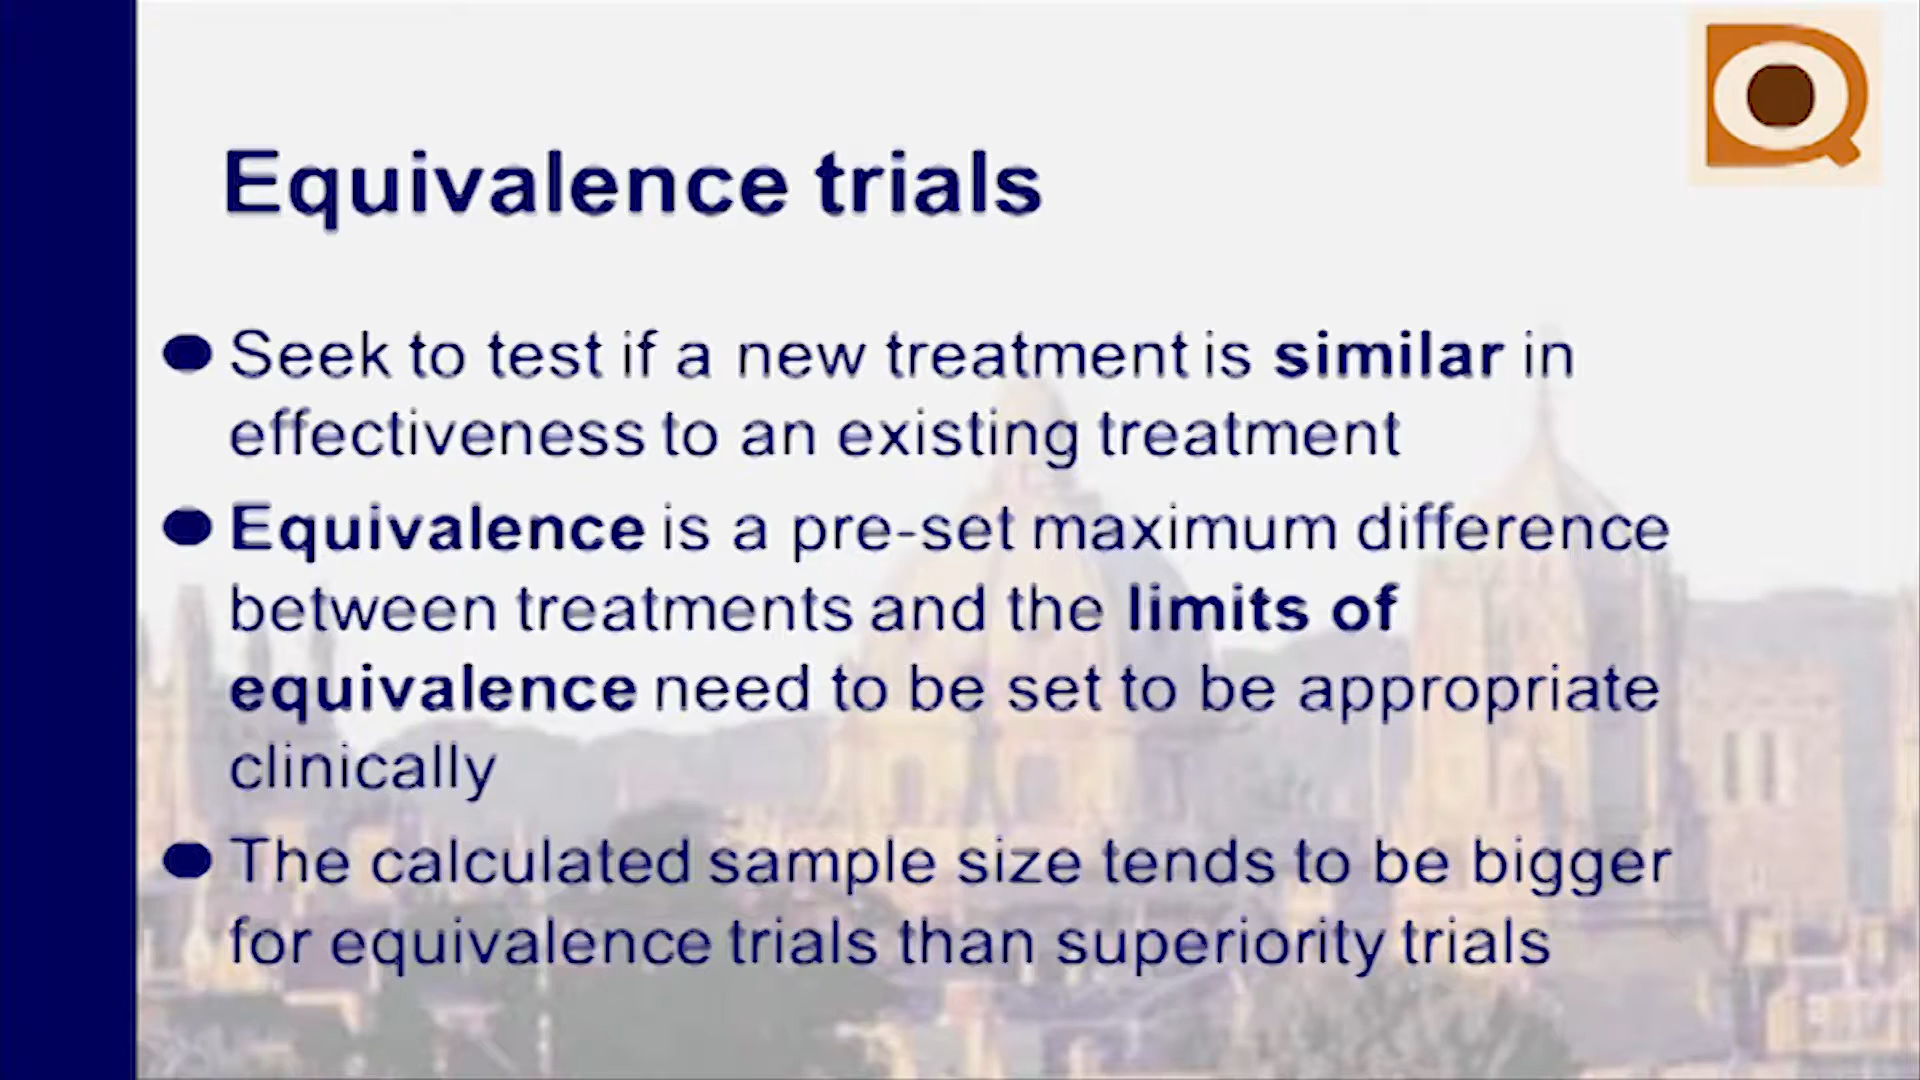 Equivalence trials
Seek to test if a new treatment is similar in
effectiveness to an existing treatment
Equivalence is a pre-set maximum difference
between treatments and the limits of
equivalence need to be set to be appropriate
clinically
The calculated sample size tends to be bigger
for equivalence trials than superiority trials